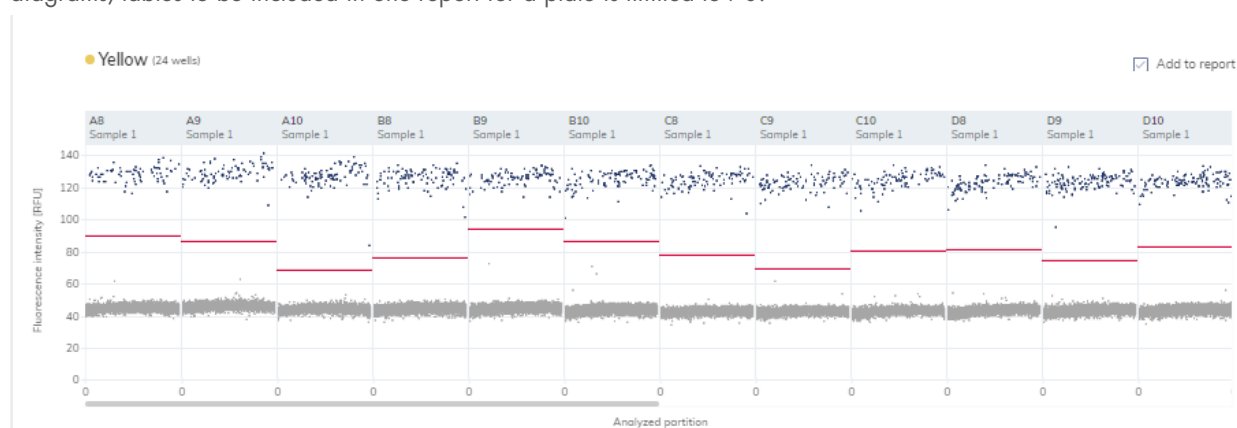 Yellow (24 wells)
Add to report
A8 A9 A10 B8 B9 B10 C8 C9 C10 D8 D9 D10
Sample 1 Sample 1 Sample 1 Sample 1 Sample 1 Sample 1 Sample 1 Sample 1 Sample 1 Sample 1 Sample 1 Sample 1
140
120
100
80
60
40
20
0
Fluorescence intensity [RFU]
0 0 0 0 0 0 0 0 0 0 0 0
Analyzed partition